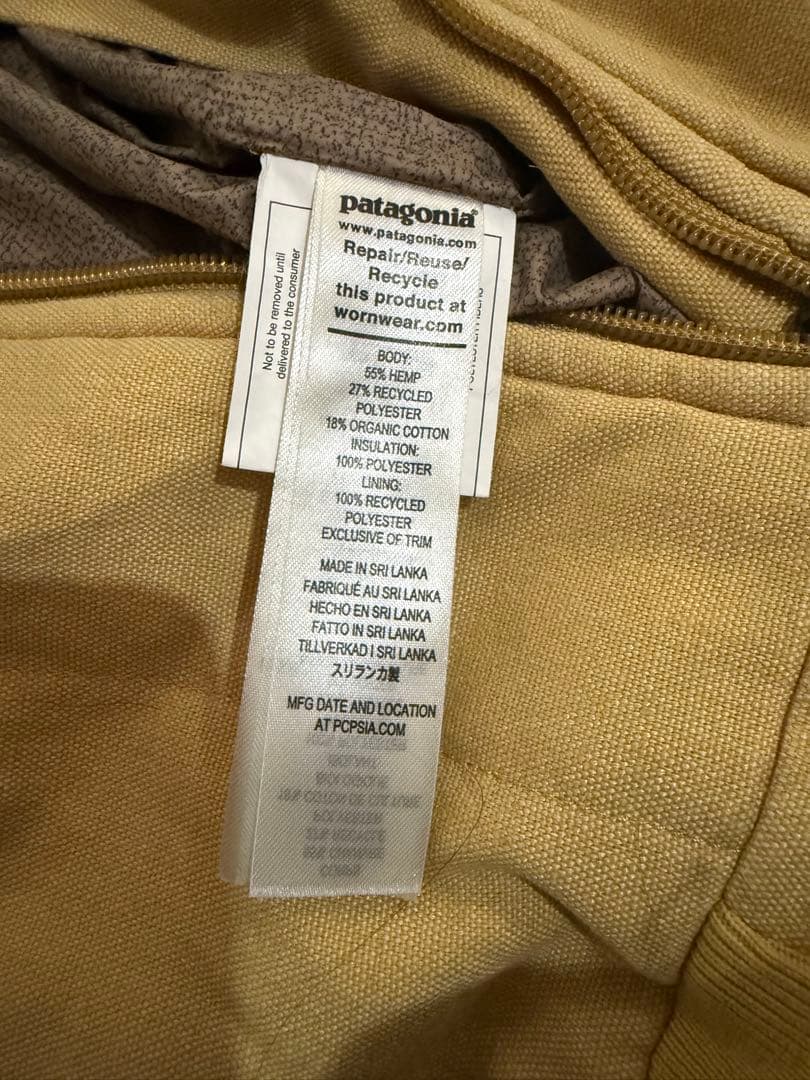 patagonia®
www.patagonia.com
Repair/Reuse/
Recycle
this product at
wornwear.com
BODY:
55% HEMP
27% RECYCLED
POLYESTER
18% ORGANIC COTTON
INSULATION:
100% POLYESTER
LINING:
100% RECYCLED
POLYESTER
EXCLUSIVE OF TRIM
MADE IN SRI LANKA
FABRIQUÉ AU SRI LANKA
HECHO EN SRI LANKA
FATTO IN SRI LANKA
TILLVERKAD I SRI LANKA
スリランカ製
MFG DATE AND LOCATION
AT PCPSIA.COM
Not to be removed until
delivered to the consumer